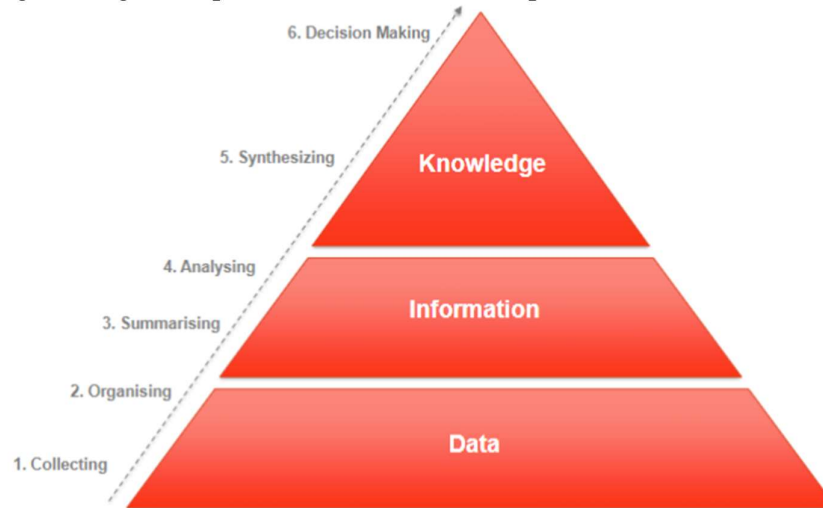 6. Decision Making
5. Synthesizing
Knowledge
4. Analysing
3. Summarising
Information
2. Organising
Data
1. Collecting